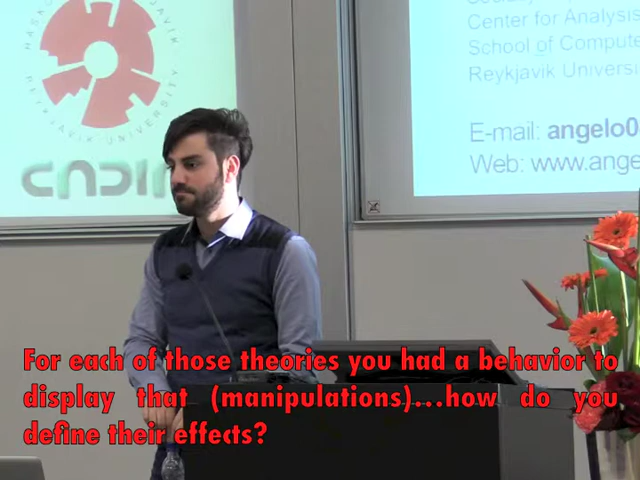 REYKJAVIK UNIVERSITY
CADIA
Center for Analysis
School of Compute
Reykjavik Universi
E-mail: angelo0
Web: www.ange
For each of those theories you had a behavior to
display that (manipulations)...how do you
define their effects?